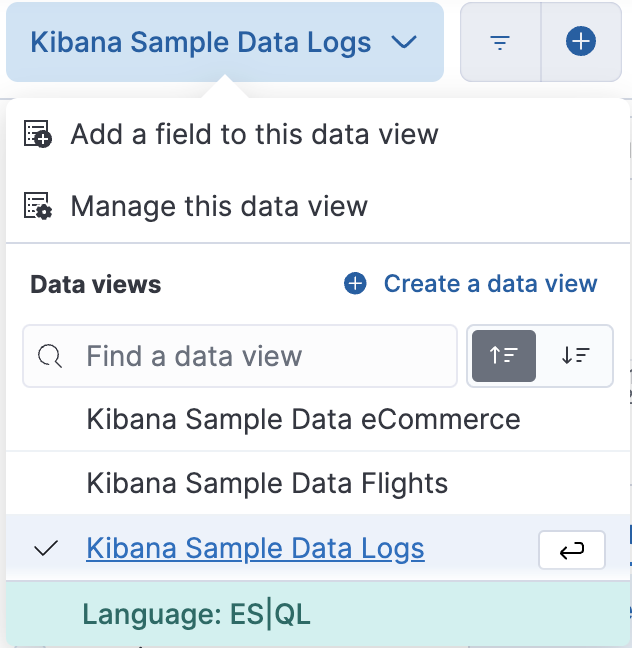 Kibana Sample Data Logs
Add a field to this data view
Manage this data view
Data views
Create a data view
Find a data view
Kibana Sample Data eCommerce
Kibana Sample Data Flights
Kibana Sample Data Logs
Language: ES|QL